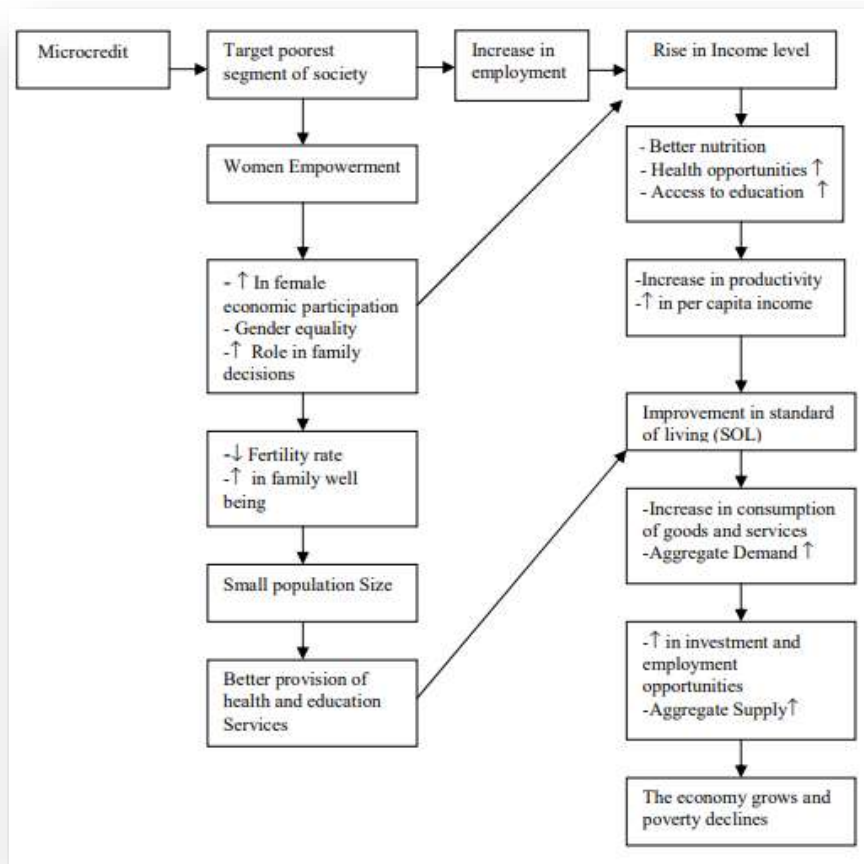 Microcredit
Target poorest
segment of society
Increase in
employment
Rise in Income level
Women Empowerment
- ↑ In female
economic participation
- Gender equality
-↑ Role in family
decisions
-↓ Fertility rate
-↑ in family well
being
Small population Size
Better provision of
health and education
Services
- Better nutrition
- Health opportunities ↑
- Access to education ↑
-Increase in productivity
-↑ in per capita income
Improvement in standard
of living (SOL)
-Increase in consumption
of goods and services
-Aggregate Demand ↑
-↑ in investment and
employment
opportunities
-Aggregate Supply↑
The economy grows and
poverty declines